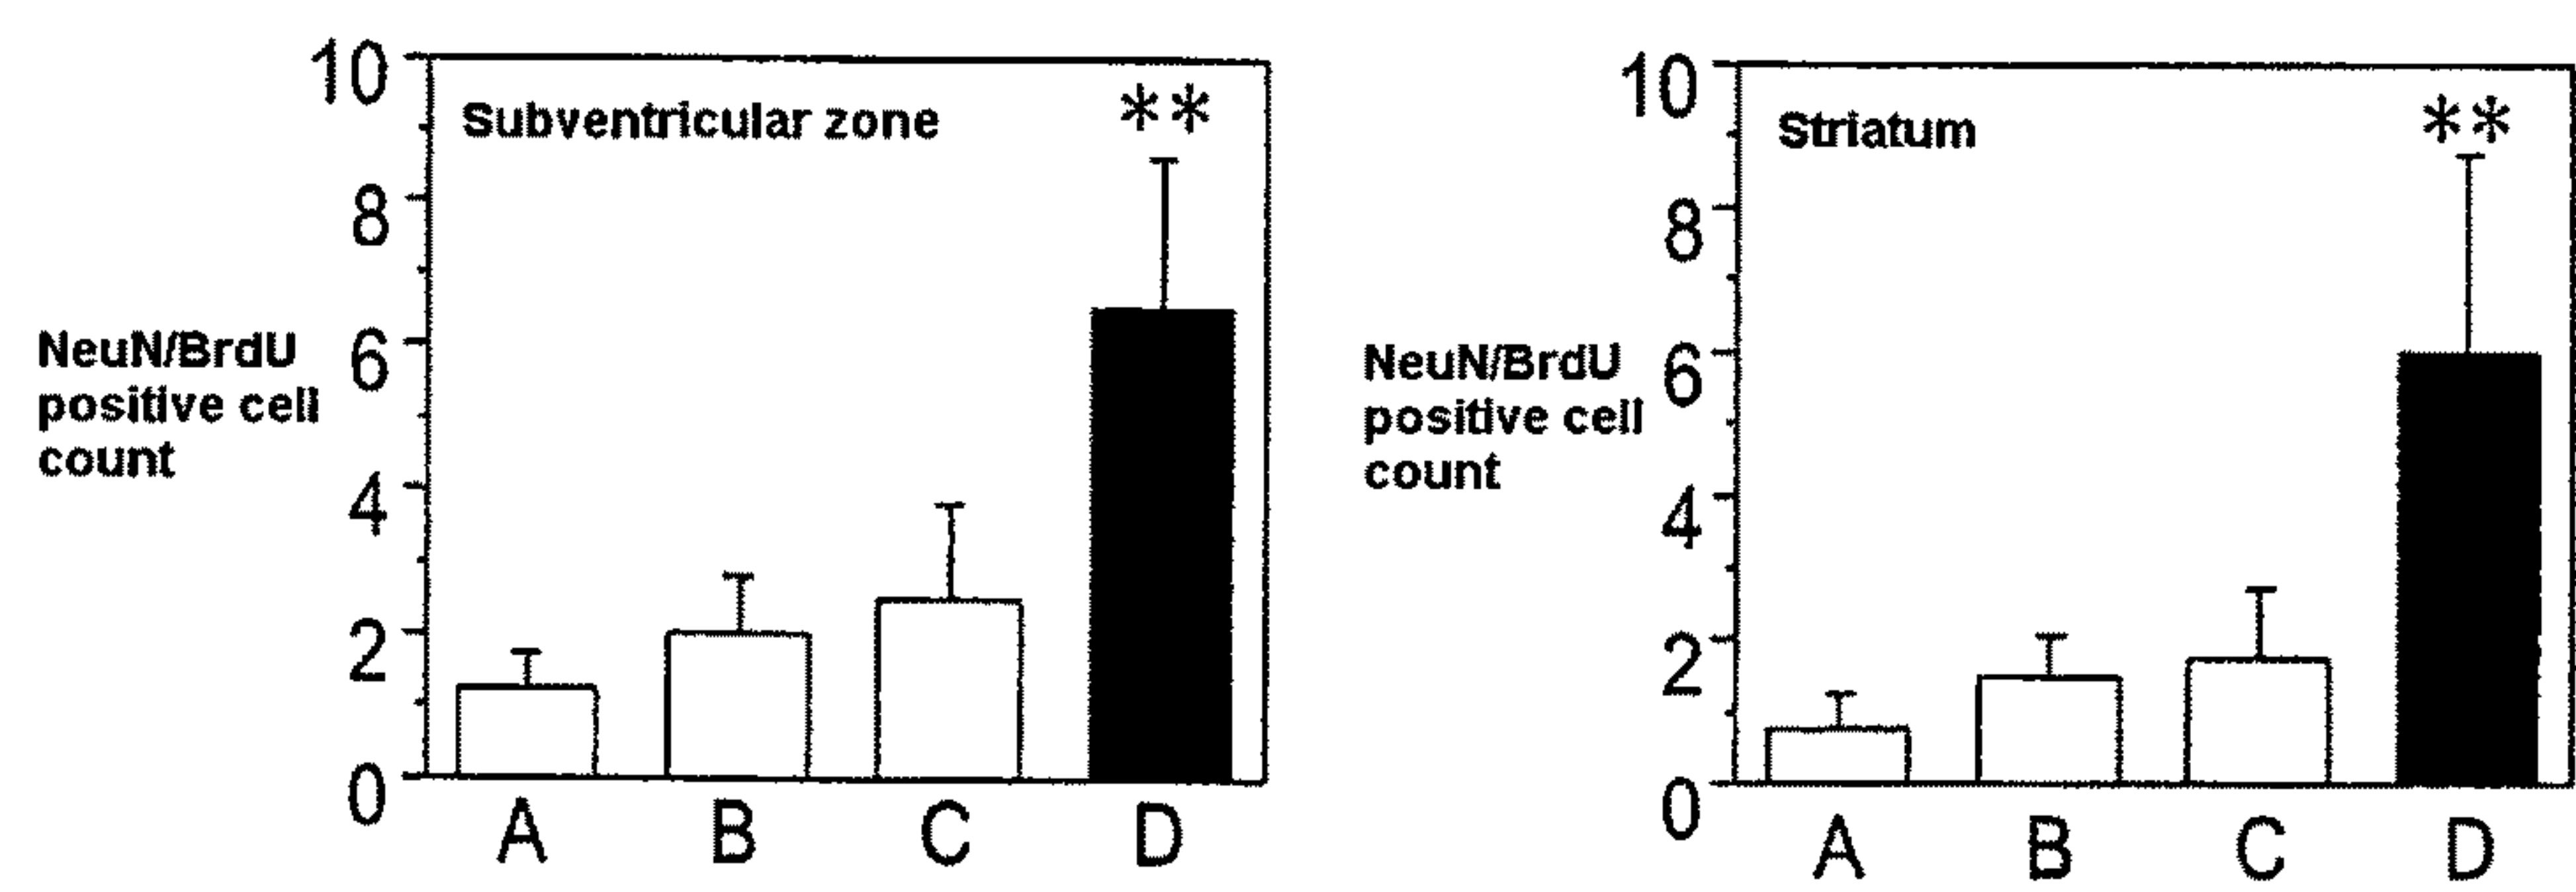 10
Subventricular zone
**
8
NeuN/BrdU
positive cell
count
6
4
2
0
A B C D
10
Striatum
**
8
NeuN/BrdU
positive cell
count
6
4
2
0
A B C D